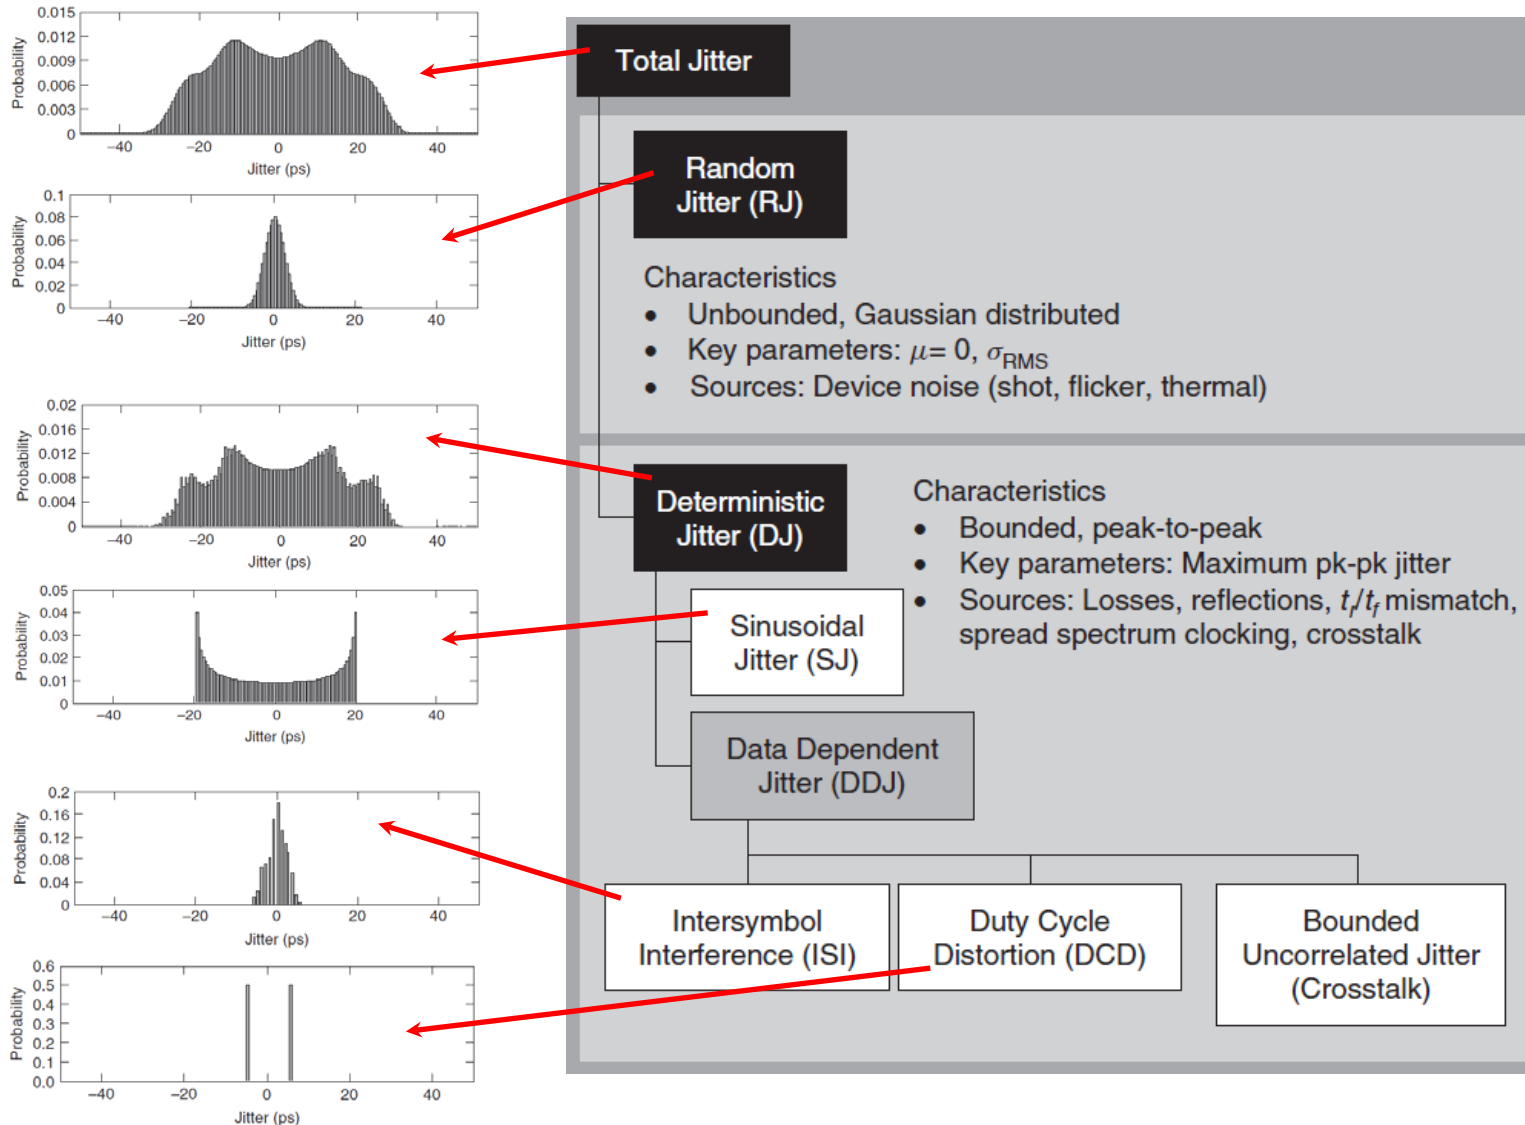 0.015
0.012
0.009
0.006
0.003
0
Probability
−40
−20
0
20
40
Jitter (ps)
0.1
0.08
0.06
0.04
0.02
0
Probability
−40
−20
0
20
40
Jitter (ps)
0.02
0.016
0.012
0.008
0.004
0
Probability
−40
−20
0
20
40
Jitter (ps)
0.05
0.04
0.03
0.02
0.01
0
Probability
−40
−20
0
20
40
Jitter (ps)
0.2
0.16
0.12
0.08
0.04
0
Probability
−40
−20
0
20
40
Jitter (ps)
0.6
0.5
0.4
0.3
0.2
0.1
0.0
Probability
−40
−20
0
20
40
Jitter (ps)
Total Jitter
Random
Jitter (RJ)
Characteristics
• Unbounded, Gaussian distributed
• Key parameters: μ= 0, σRMS
• Sources: Device noise (shot, flicker, thermal)
Deterministic
Jitter (DJ)
Characteristics
• Bounded, peak-to-peak
• Key parameters: Maximum pk-pk jitter
• Sources: Losses, reflections, tr/tf mismatch,
spread spectrum clocking, crosstalk
Sinusoidal
Jitter (SJ)
Data Dependent
Jitter (DDJ)
Intersymbol
Interference (ISI)
Duty Cycle
Distortion (DCD)
Bounded
Uncorrelated Jitter
(Crosstalk)